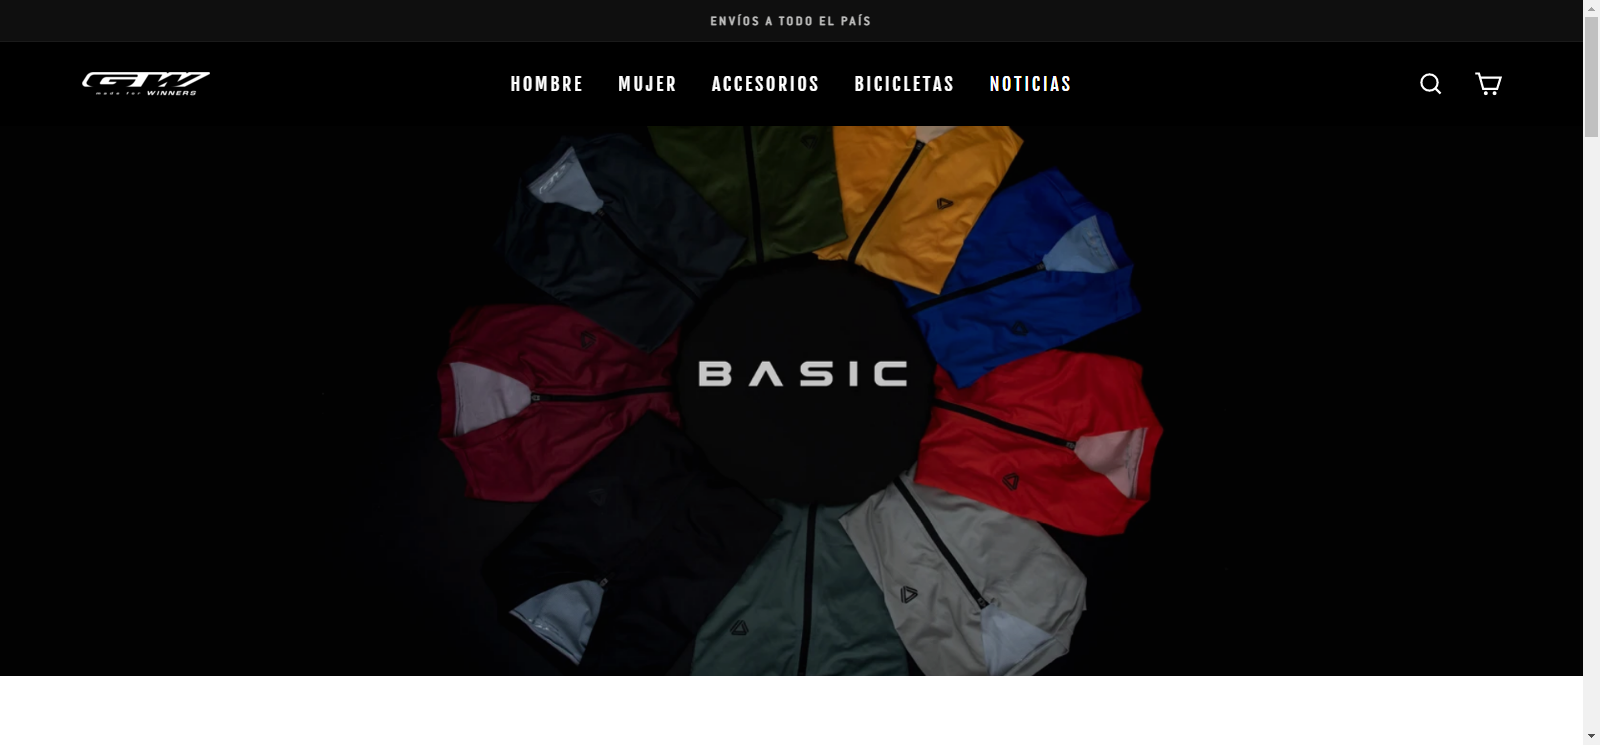 ENVÍOS A TODO EL PAÍS
GW
made for WINNERS
HOMBRE MUJER ACCESORIOS BICICLETAS NOTICIAS
BASIC